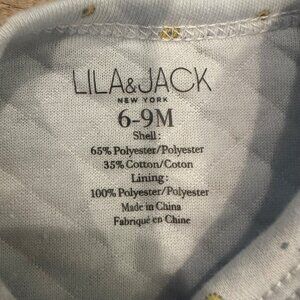 LILA&JACK
NEW YORK
6-9M
Shell:
65% Polyester/Polyester
35% Cotton/Coton
Lining:
100% Polyester/Polyester
Made in China
Fabriqué en Chine